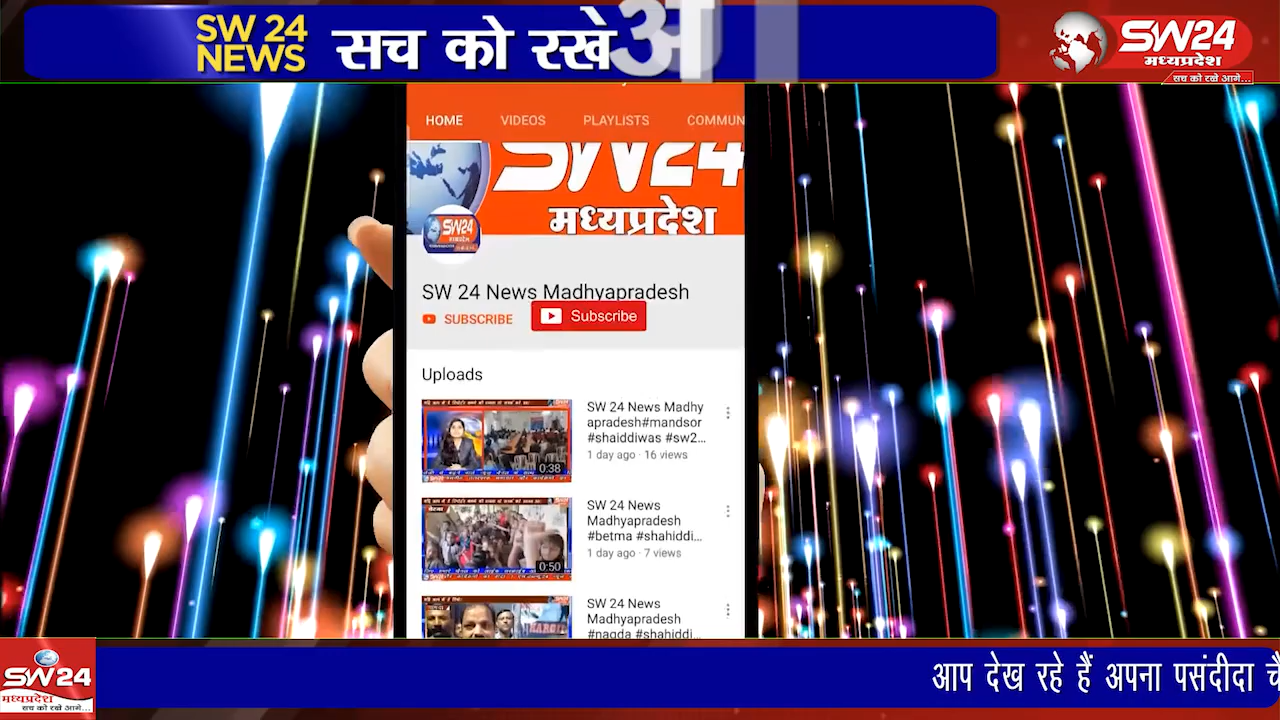 SW 24
NEWS
सच को रखे
SW24
मध्यप्रदेश
सच को रखे आगे...
HOME VIDEOS PLAYLISTS COMMUN
SW24
मध्यप्रदेश
SW24
SW 24 News Madhyapradesh
SUBSCRIBE
Subscribe
Uploads
SW 24 News Madhy
apradesh#mandsor
#shaiddiwas #sw2...
1 day ago · 16 views
0:38
SW 24 News
Madhyapradesh
#betma #shahiddi...
1 day ago · 7 views
0:50
SW 24 News
Madhyapradesh
#nagda #shahiddi...
SW24
मध्यप्रदेश
सच को रखे आगे...
आप देख रहे हैं अपना पसंदीदा